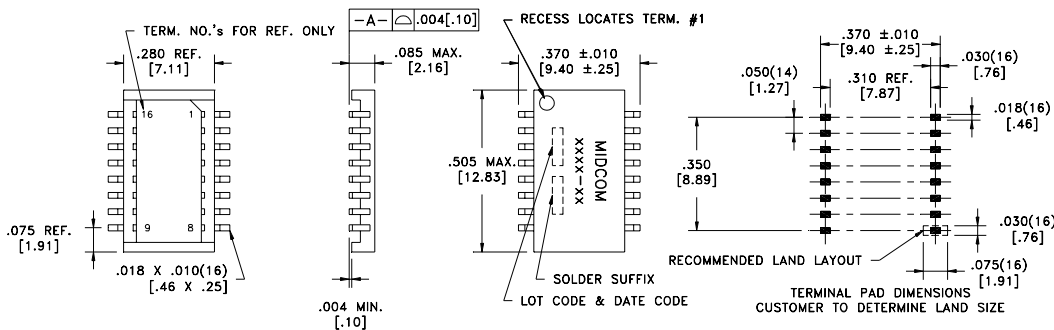 TERM. NO.'s FOR REF. ONLY
.280 REF.
[7.11]
16
1
9
8
.075 REF.
[1.91]
.018 X .010(16)
[.46 X .25]
-A- ⌓ .004[.10]
.085 MAX.
[2.16]
.004 MIN.
[.10]
RECESS LOCATES TERM. #1
.370 ±.010
[9.40 ±.25]
.505 MAX.
[12.83]
MIDCOM
XXXX-XX
SOLDER SUFFIX
LOT CODE & DATE CODE
.370 ±.010
[9.40 ±.25]
.030(16)
[.76]
.050(14)
[1.27]
.310 REF.
[7.87]
.018(16)
[.46]
.350
[8.89]
.030(16)
[.76]
RECOMMENDED LAND LAYOUT
.075(16)
[1.91]
TERMINAL PAD DIMENSIONS
CUSTOMER TO DETERMINE LAND SIZE